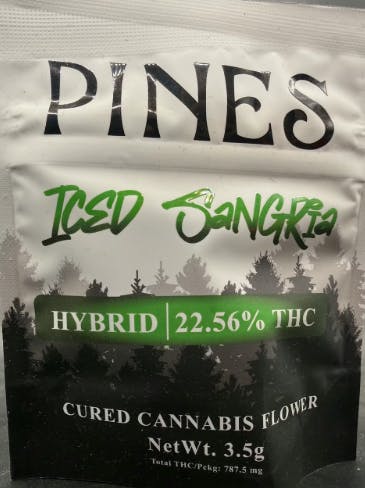 PINES
ICED SANGRia
HYBRID | 22.56% THC
CURED CANNABIS FLOWER
NetWt. 3.5g
Total THC/Pckg: 787.5 mg